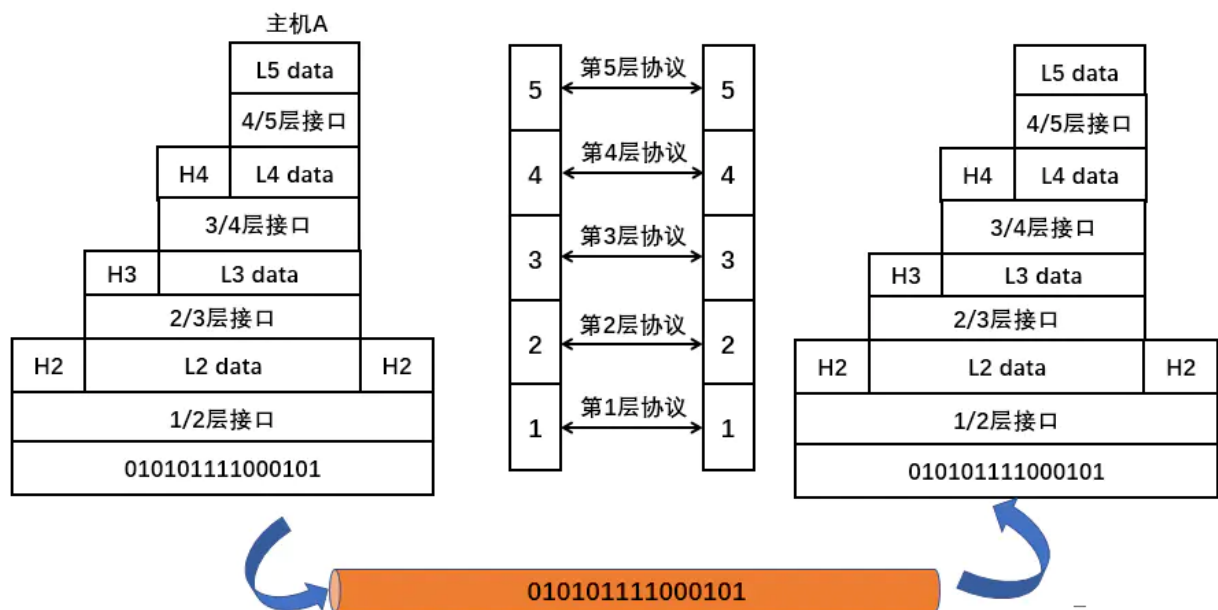 主机A
L5 data
4/5层接口
H4 L4 data
3/4层接口
H3 L3 data
2/3层接口
H2 L2 data H2
1/2层接口
010101111000101
5 第5层协议 5
4 第4层协议 4
3 第3层协议 3
2 第2层协议 2
1 第1层协议 1
L5 data
4/5层接口
H4 L4 data
3/4层接口
H3 L3 data
2/3层接口
H2 L2 data H2
1/2层接口
010101111000101
010101111000101